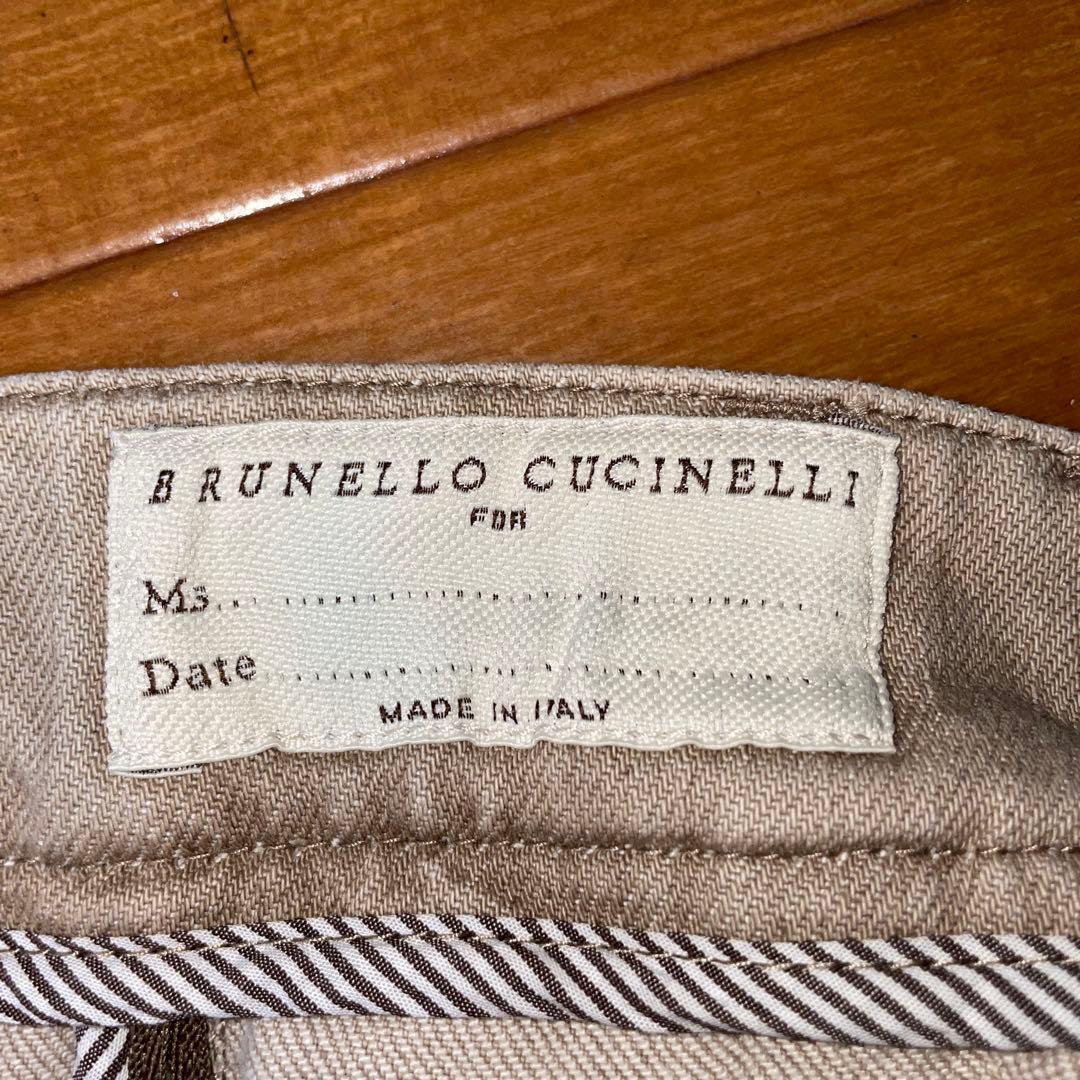 BRUNELLO CUCINELLI
FOR
Ms....................................
Date ....................................
MADE IN ITALY